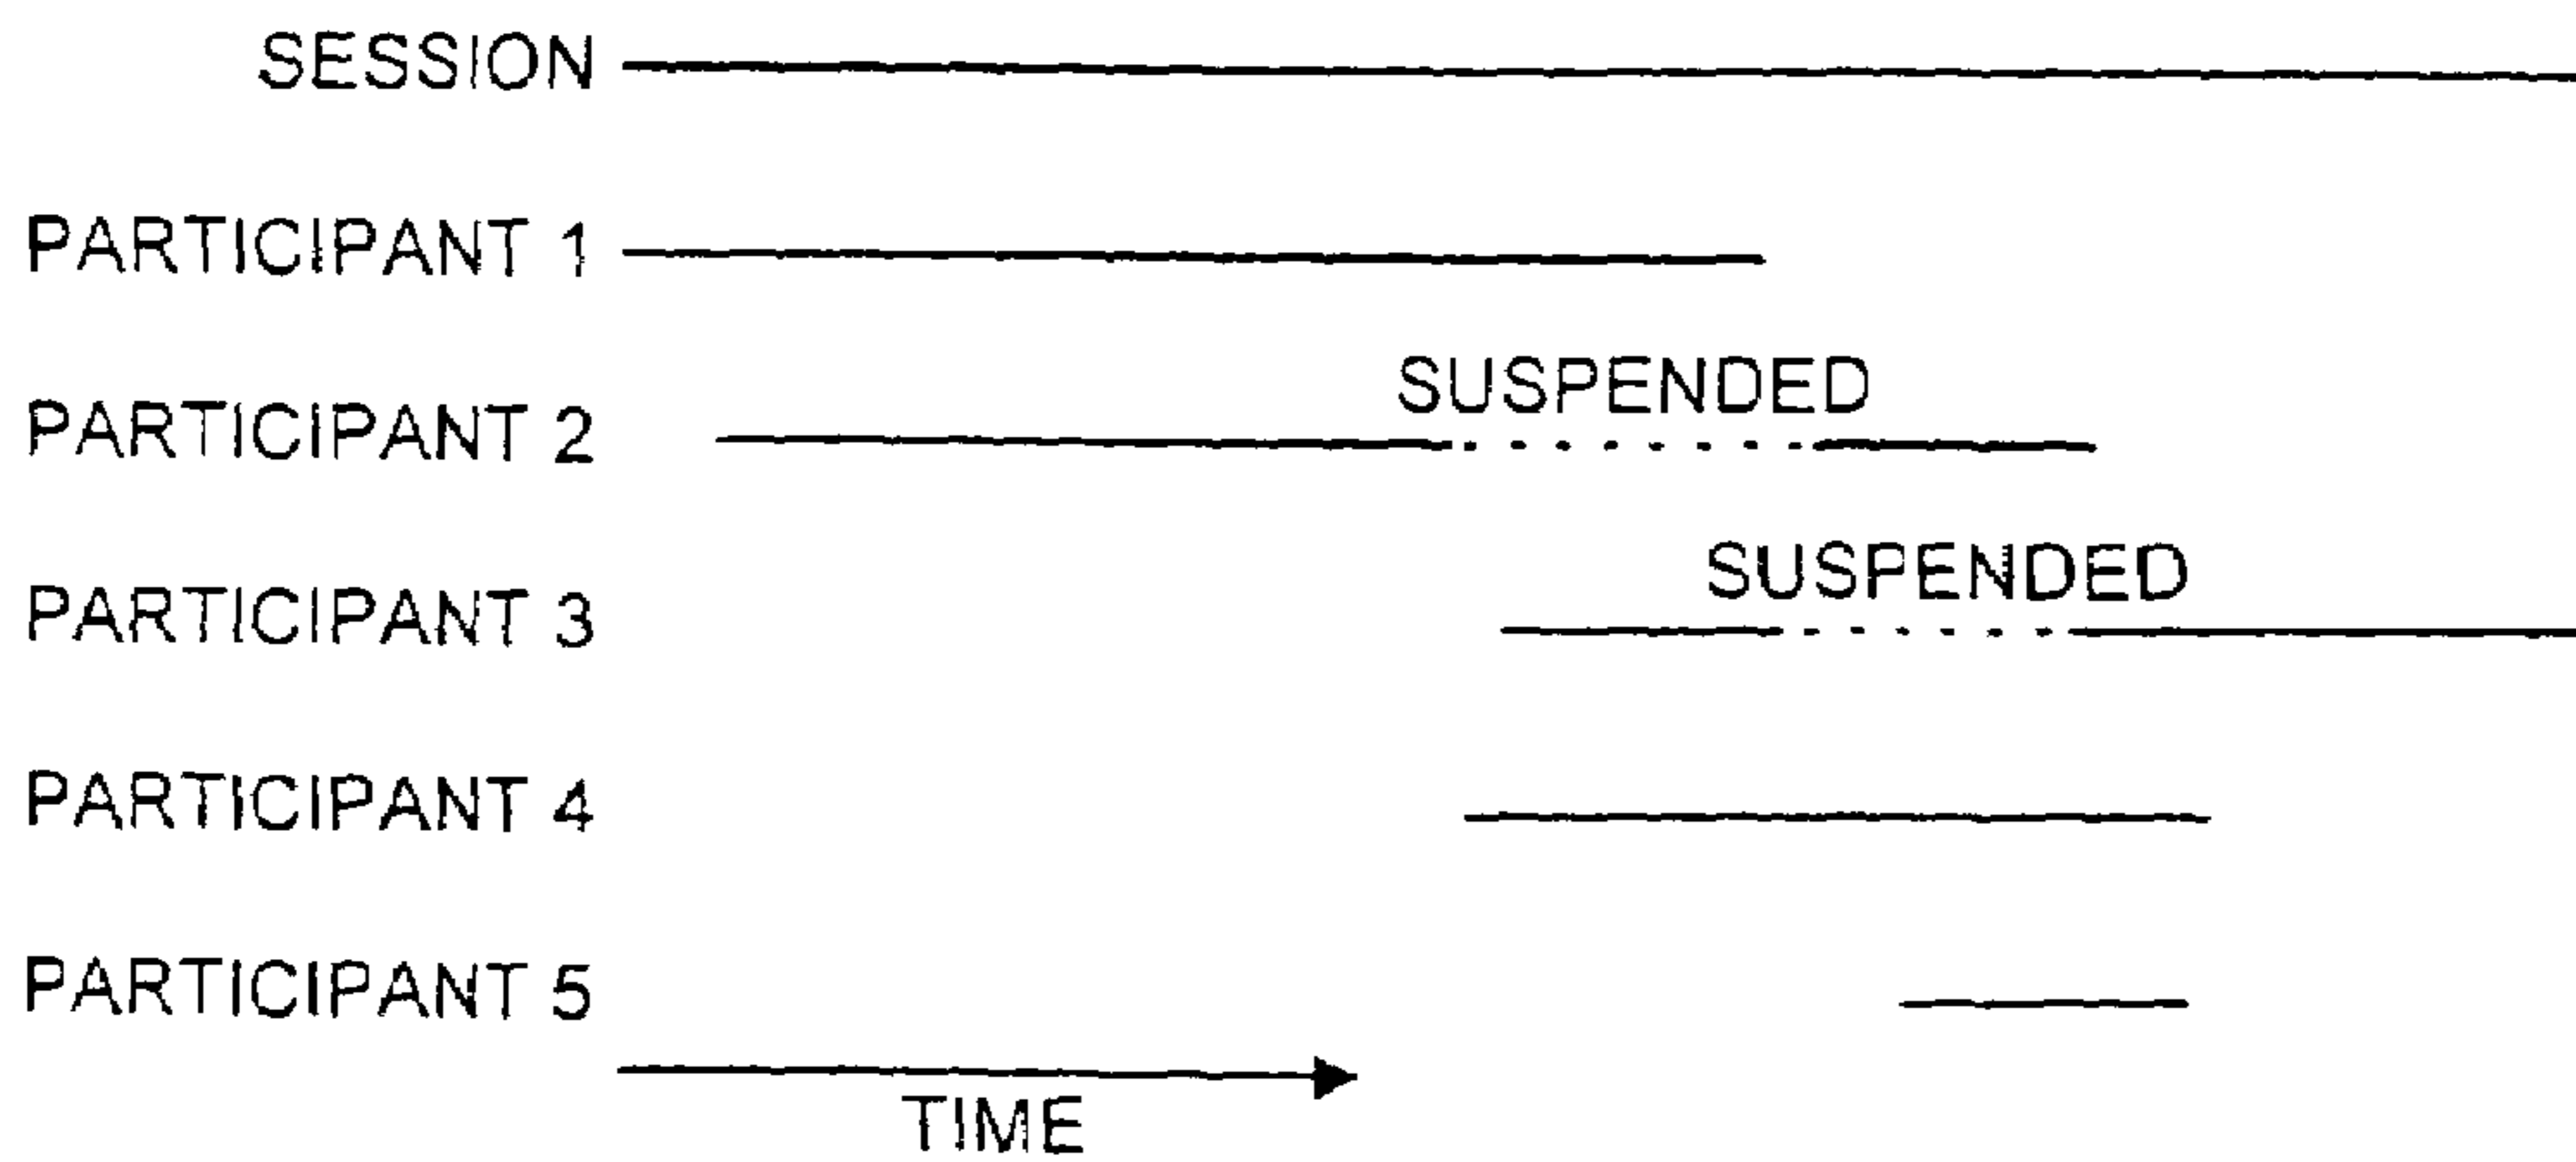 SESSION
PARTICIPANT 1
SUSPENDED
PARTICIPANT 2
SUSPENDED
PARTICIPANT 3
PARTICIPANT 4
PARTICIPANT 5
TIME